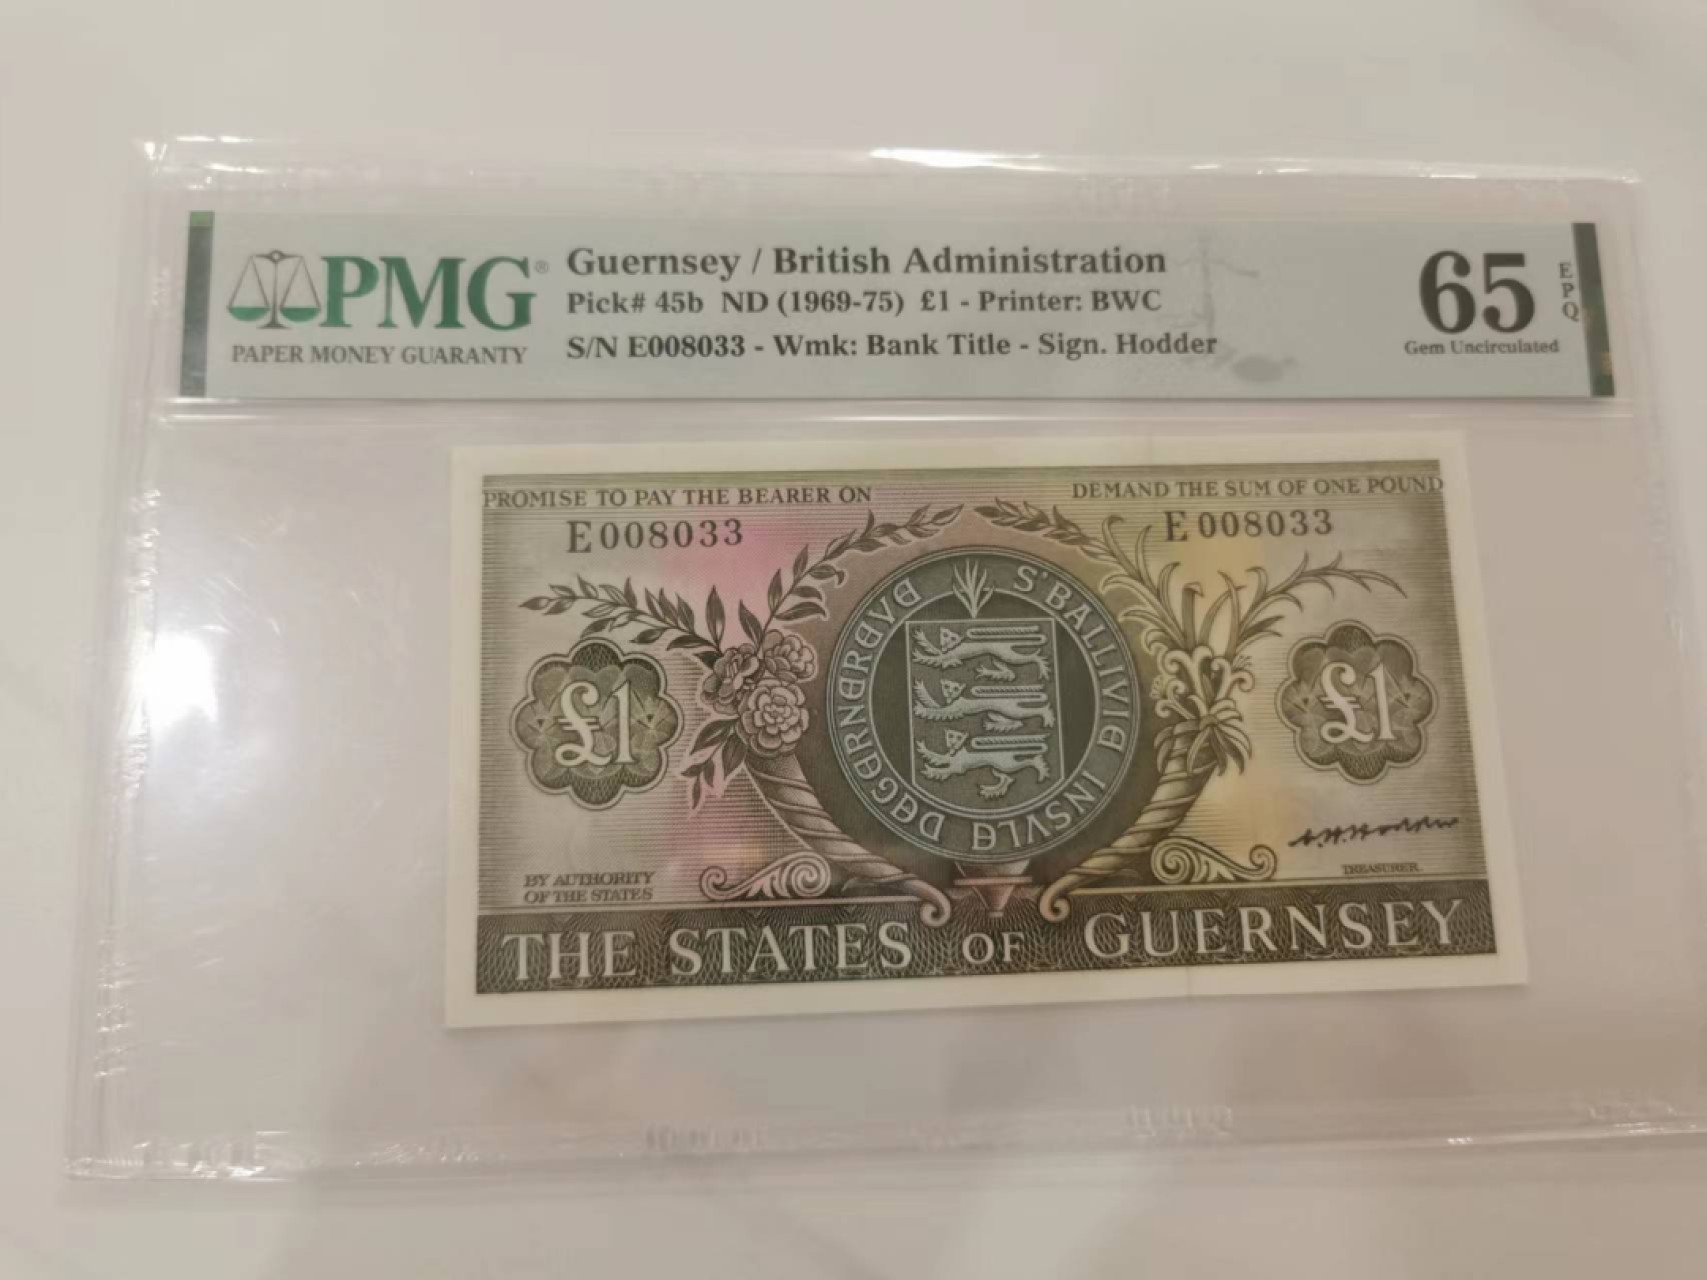 PMG®
PAPER MONEY GUARANTY
Guernsey / British Administration
Pick# 45b ND (1969-75) £1 - Printer: BWC
S/N E008033 - Wmk: Bank Title - Sign. Hodder
65
EPQ
Gem Uncirculated
PROMISE TO PAY THE BEARER ON
DEMAND THE SUM OF ONE POUND
E008033
E008033
S'BALLIVIE INSVLE DEGERNEREVE
£1
£1
BY AUTHORITY
OF THE STATES
TREASURER.
THE STATES OF GUERNSEY